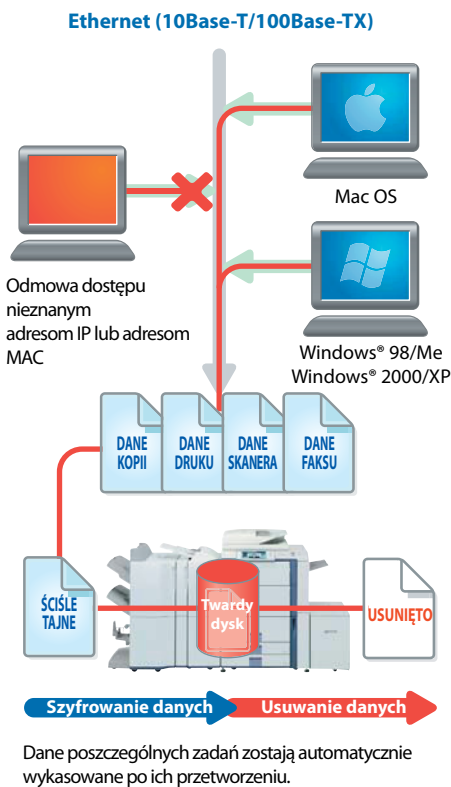 Ethernet (10Base-T/100Base-TX)
Mac OS
Odmowa dostępu
nieznanym
adresom IP lub adresom
MAC
Windows® 98/Me
Windows® 2000/XP
DANE
KOPII
DANE
DRUKU
DANE
SKANERA
DANE
FAKSU
ŚCIŚLE
TAJNE
Twardy
dysk
USUNIĘTO
Szyfrowanie danych
Usuwanie danych
Dane poszczególnych zadań zostają automatycznie
wykasowane po ich przetworzeniu.